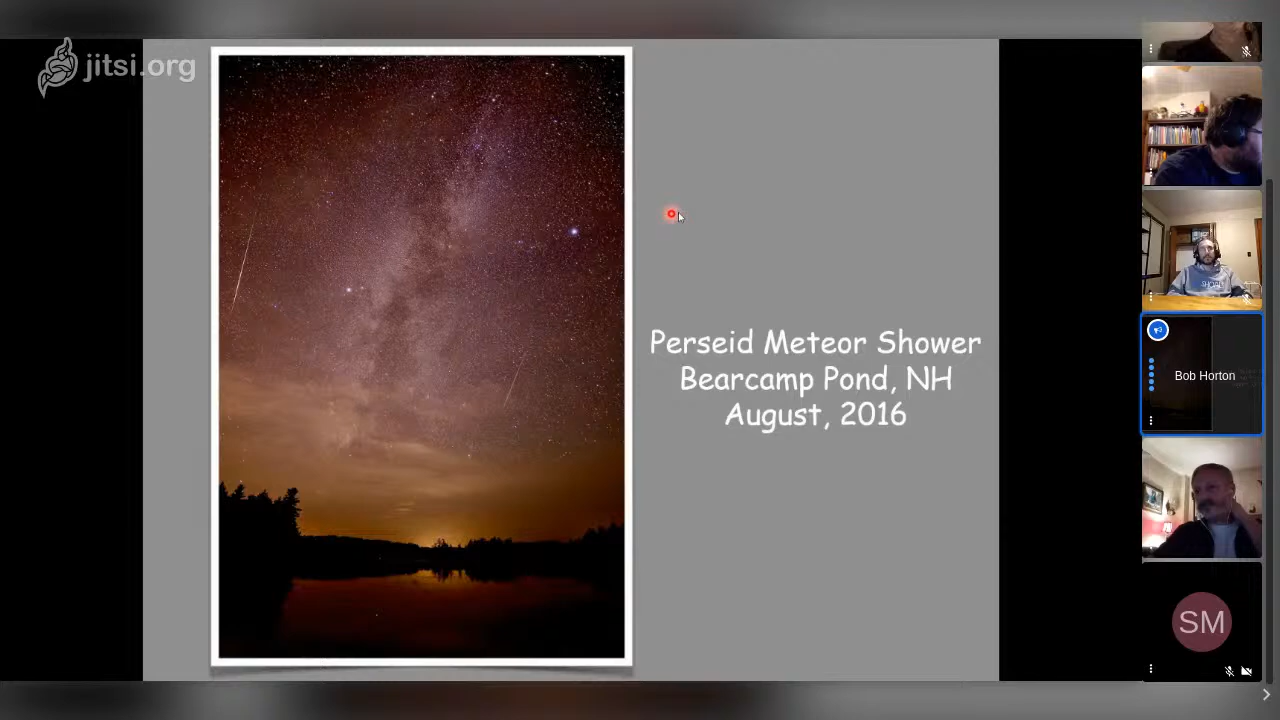 jitsi.org
Perseid Meteor Shower
Bearcamp Pond, NH
August, 2016
Bob Horton
SM